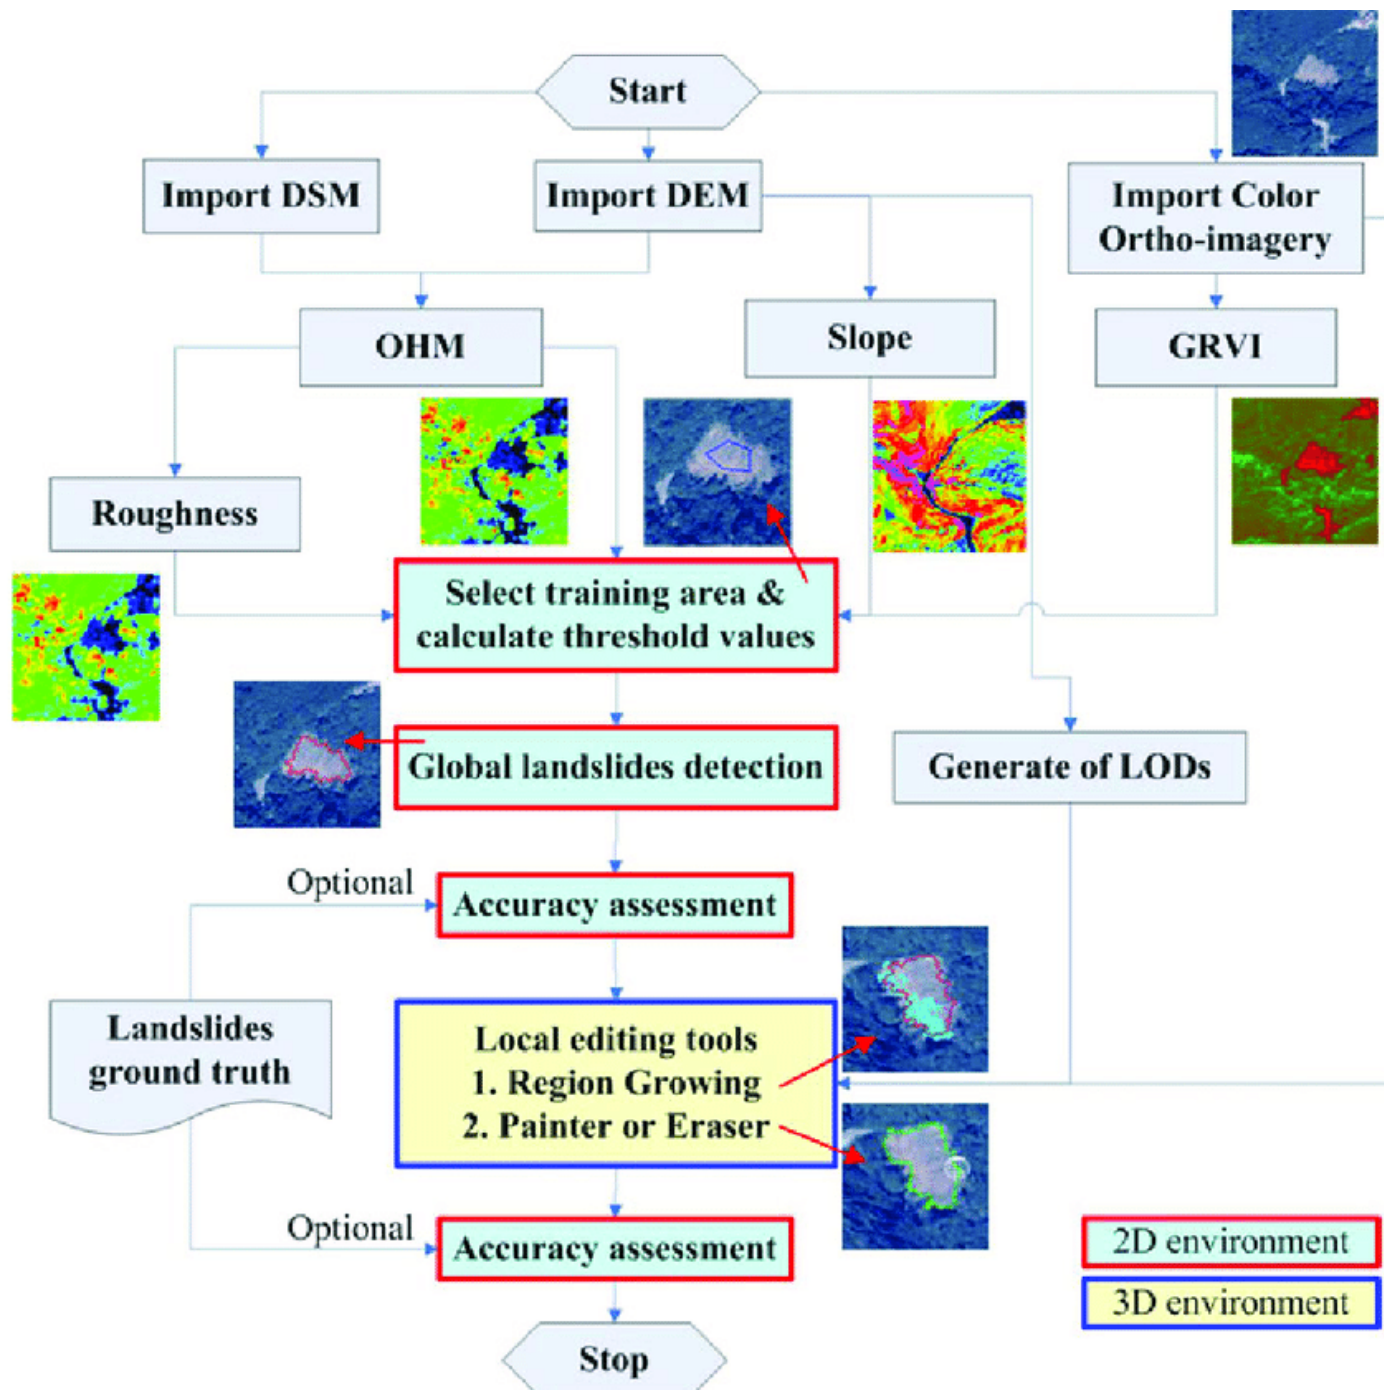 Start
Import DSM
Import DEM
Import Color
Ortho-imagery
OHM
Slope
GRVI
Roughness
Select training area &
calculate threshold values
Global landslides detection
Generate of LODs
Optional
Accuracy assessment
Landslides
ground truth
Local editing tools
1. Region Growing
2. Painter or Eraser
Optional
Accuracy assessment
2D environment
3D environment
Stop